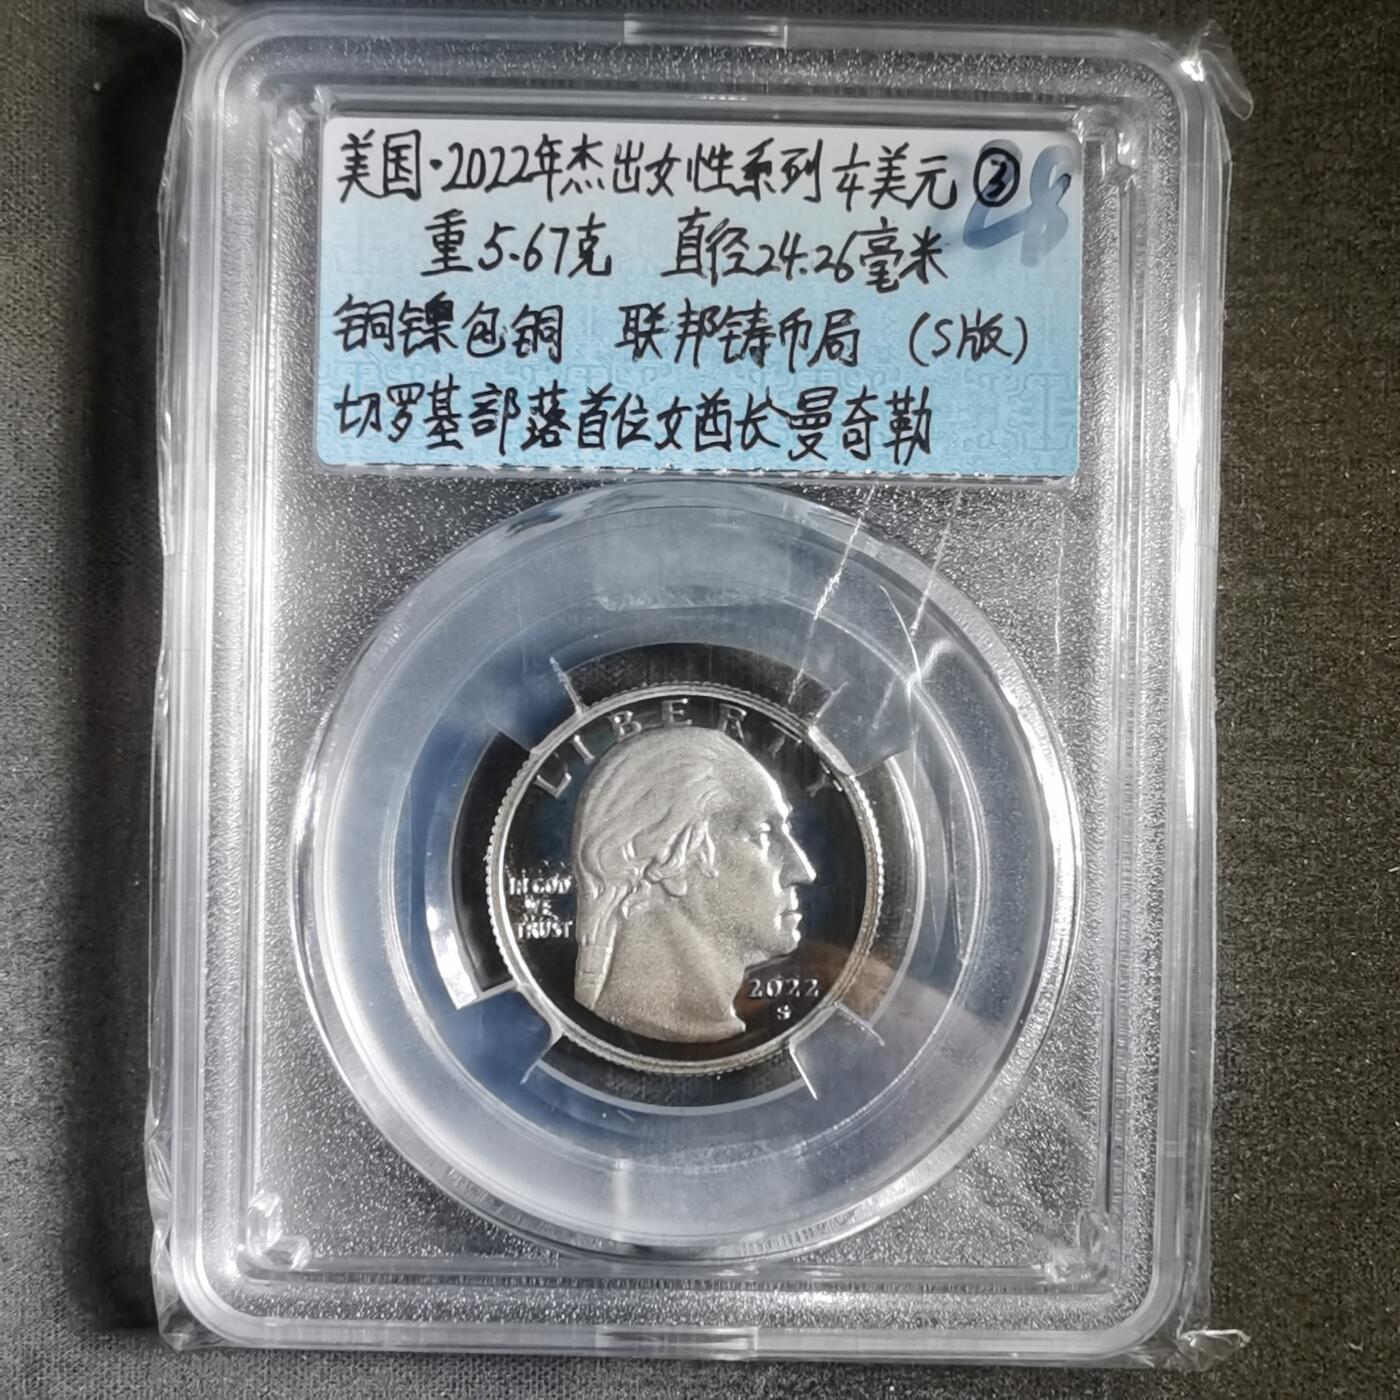 美国·2022年杰出女性系列¼美元③
28
重5.67克 直径24.26毫米
铜镍包铜 联邦铸币局 (S版)
切罗基部落首位女酋长曼奇勒
LIBERTY
IN GOD
WE
TRUST
2022
S